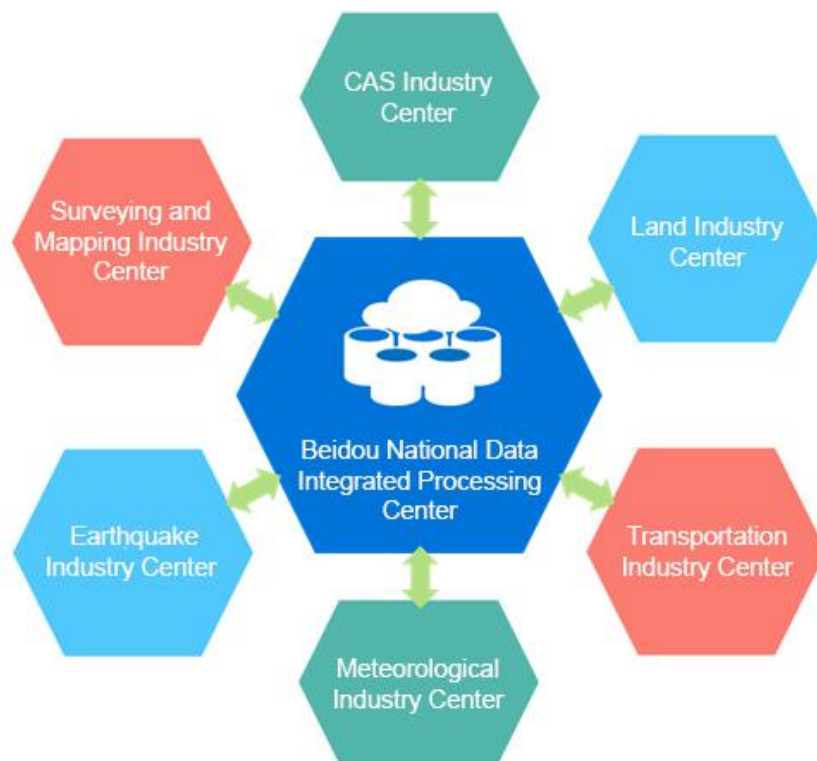 CAS Industry
Center
Surveying and
Mapping Industry
Center
Land Industry
Center
Beidou National Data
Integrated Processing
Center
Earthquake
Industry Center
Transportation
Industry Center
Meteorological
Industry Center